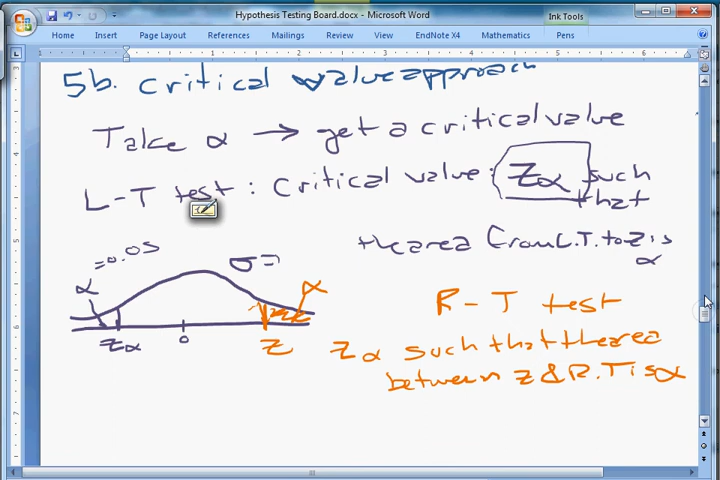 Hypothesis Testing Board.docx - Microsoft Word
Ink Tools
Home Insert Page Layout References Mailings Review View EndNote X4 Mathematics Pens
5b. Critical value approach
Take α → get a critical value
L-T test: Critical value: Zα such
that
the area from L.T. to Z is
α
=0.05
σ=
α
α
R-T test
Zα
0
Z
Zα such that the area
between Z & R.T is α